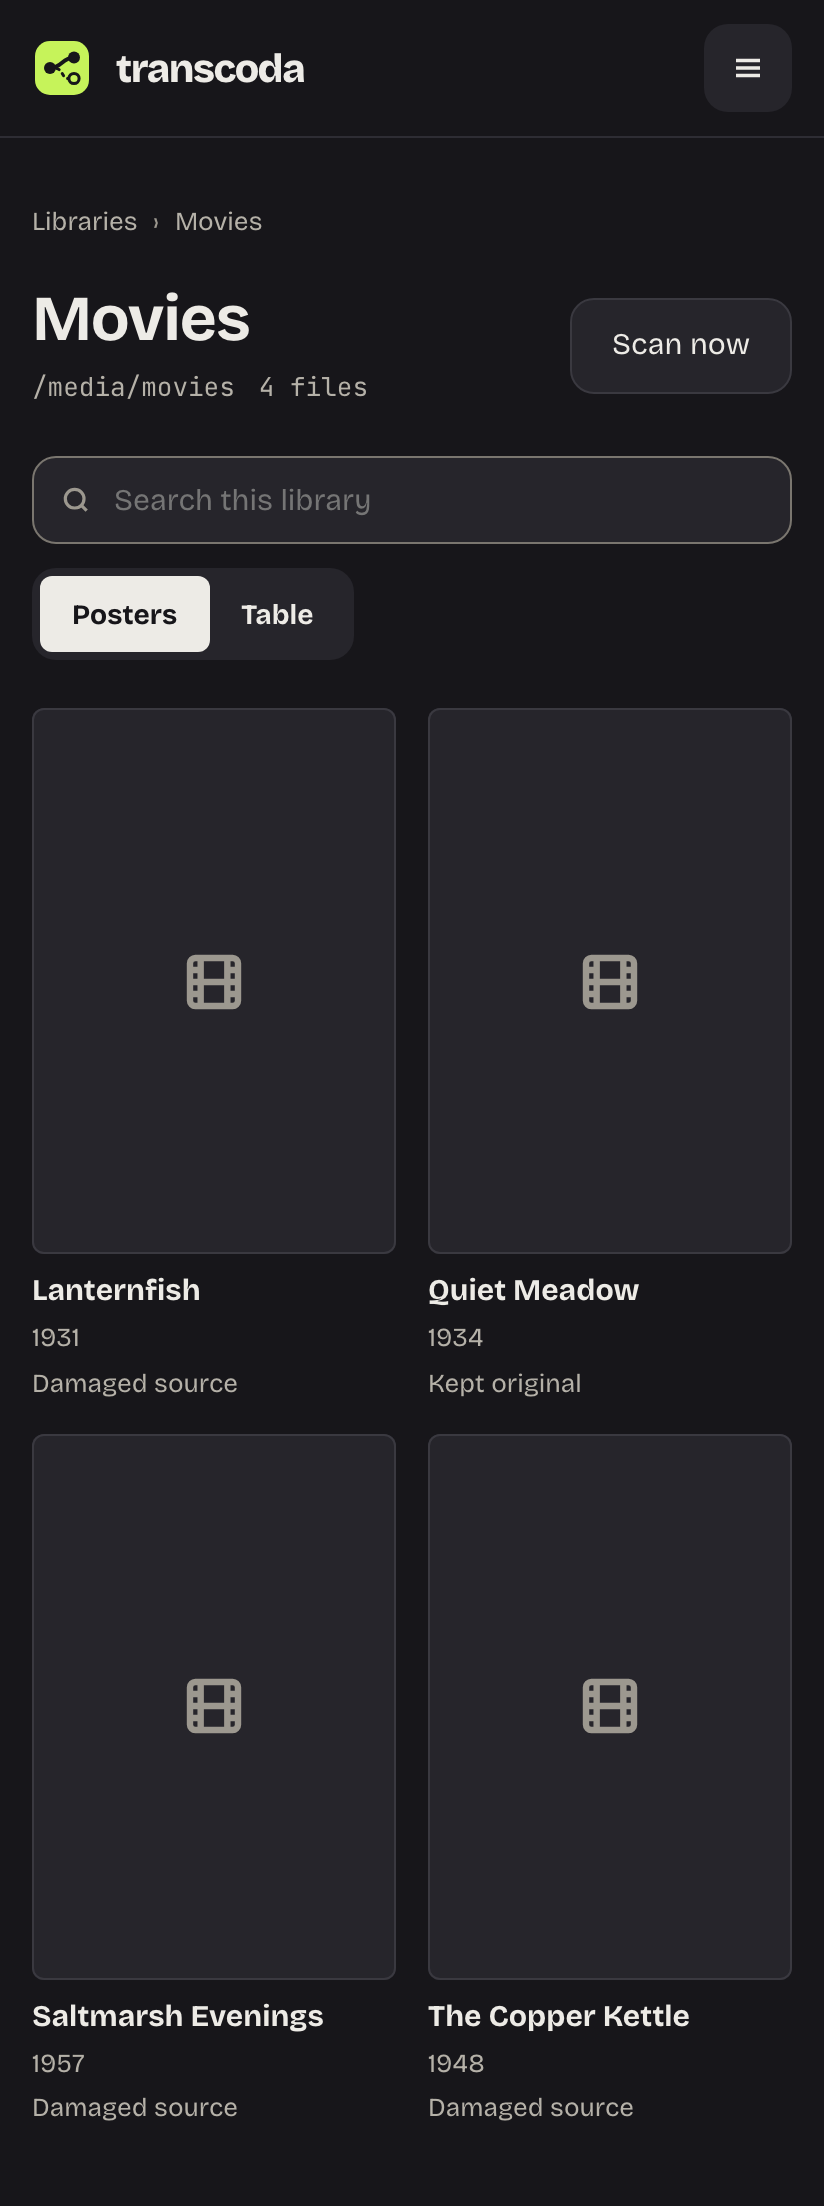 transcoda
Libraries › Movies
Movies
Scan now
/media/movies 4 files
Search this library
Posters Table
Lanternfish
1931
Damaged source
Quiet Meadow
1934
Kept original
Saltmarsh Evenings
1957
Damaged source
The Copper Kettle
1948
Damaged source